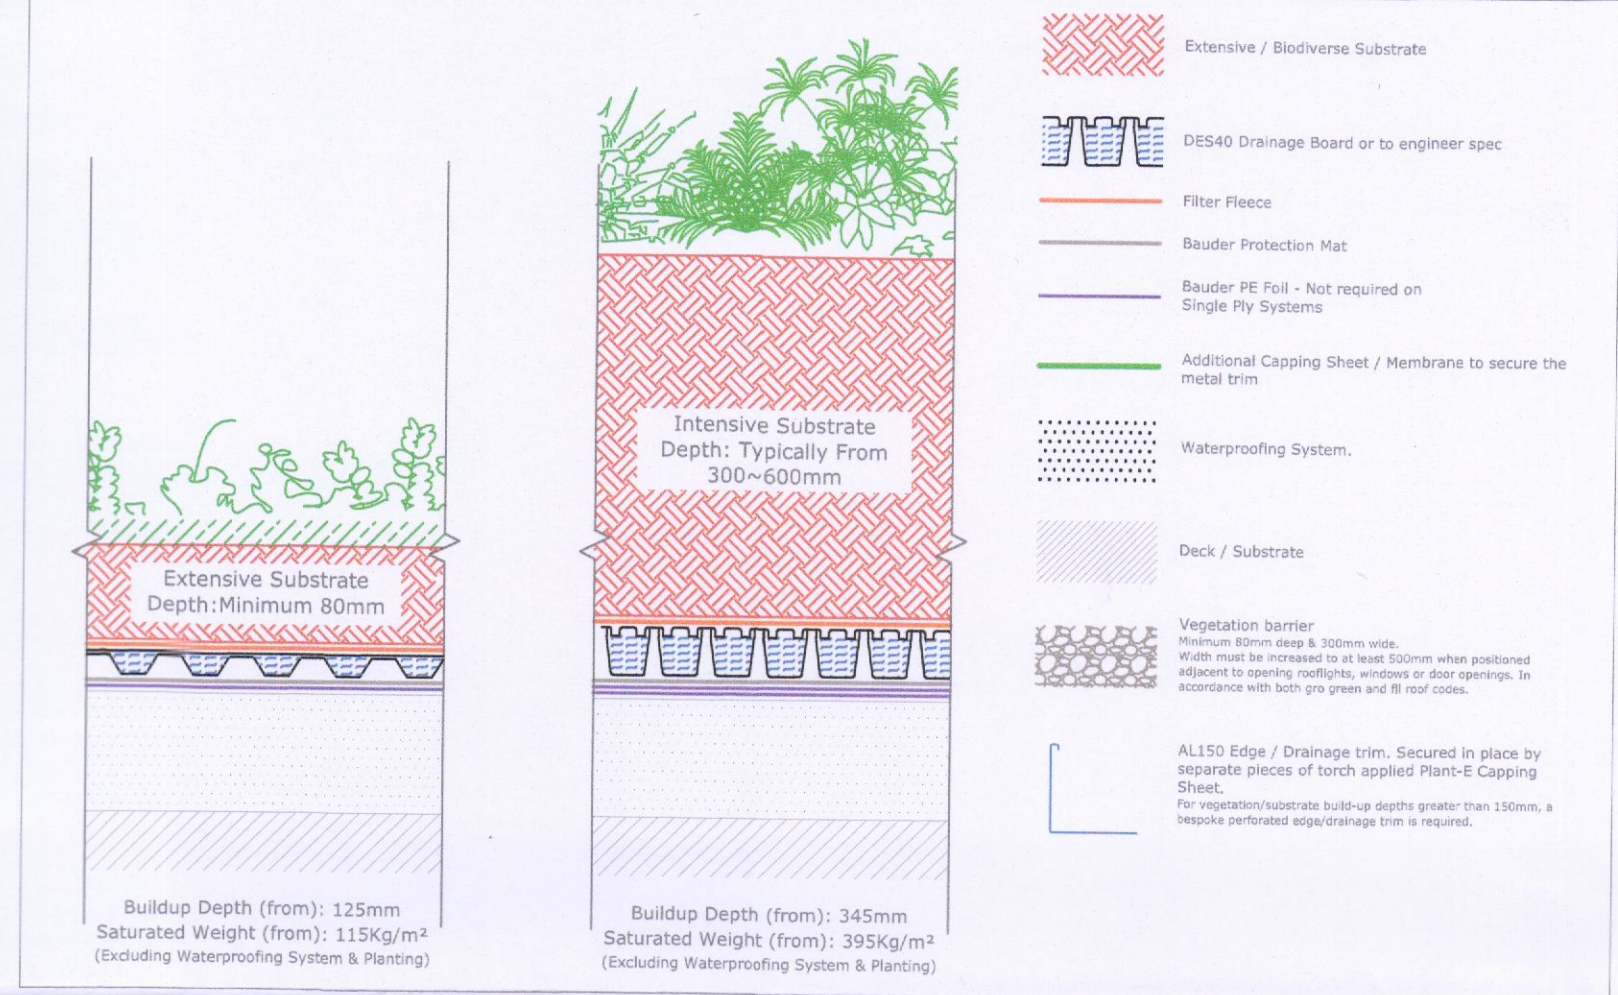 Extensive Substrate
Depth:Minimum 80mm
Buildup Depth (from): 125mm
Saturated Weight (from): 115Kg/m²
(Excluding Waterproofing System & Planting)
Intensive Substrate
Depth: Typically From
300~600mm
Buildup Depth (from): 345mm
Saturated Weight (from): 395Kg/m²
(Excluding Waterproofing System & Planting)
Extensive / Biodiverse Substrate
DES40 Drainage Board or to engineer spec
Filter Fleece
Bauder Protection Mat
Bauder PE Foil - Not required on
Single Ply Systems
Additional Capping Sheet / Membrane to secure the
metal trim
Waterproofing System.
Deck / Substrate
Vegetation barrier
Minimum 80mm deep & 300mm wide.
Width must be increased to at least 500mm when positioned
adjacent to opening rooflights, windows or door openings. In
accordance with both gro green and fll roof codes.
AL150 Edge / Drainage trim. Secured in place by
separate pieces of torch applied Plant-E Capping
Sheet.
For vegetation/substrate build-up depths greater than 150mm, a
bespoke perforated edge/drainage trim is required.